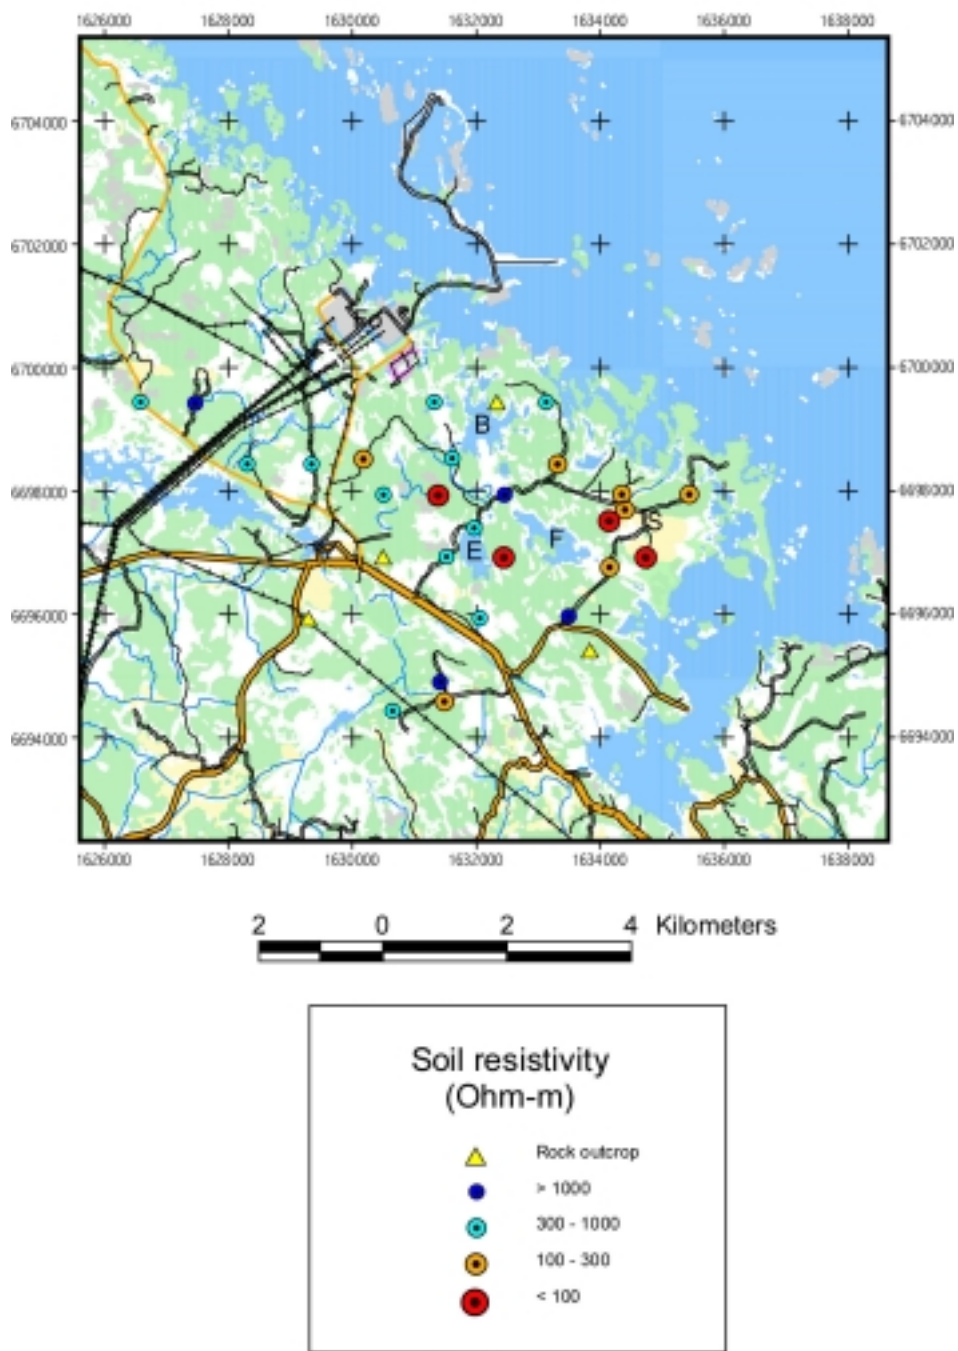 1626000 1628000 1630000 1632000 1634000 1636000 1638000
6704000 6704000
6702000 6702000
6700000 6700000
B
6698000 6698000
S
F
E
6696000 6696000
6694000 6694000
1626000 1628000 1630000 1632000 1634000 1636000 1638000
2 0 2 4 Kilometers
Soil resistivity
(Ohm-m)
Rock outcrop
> 1000
300 - 1000
100 - 300
< 100